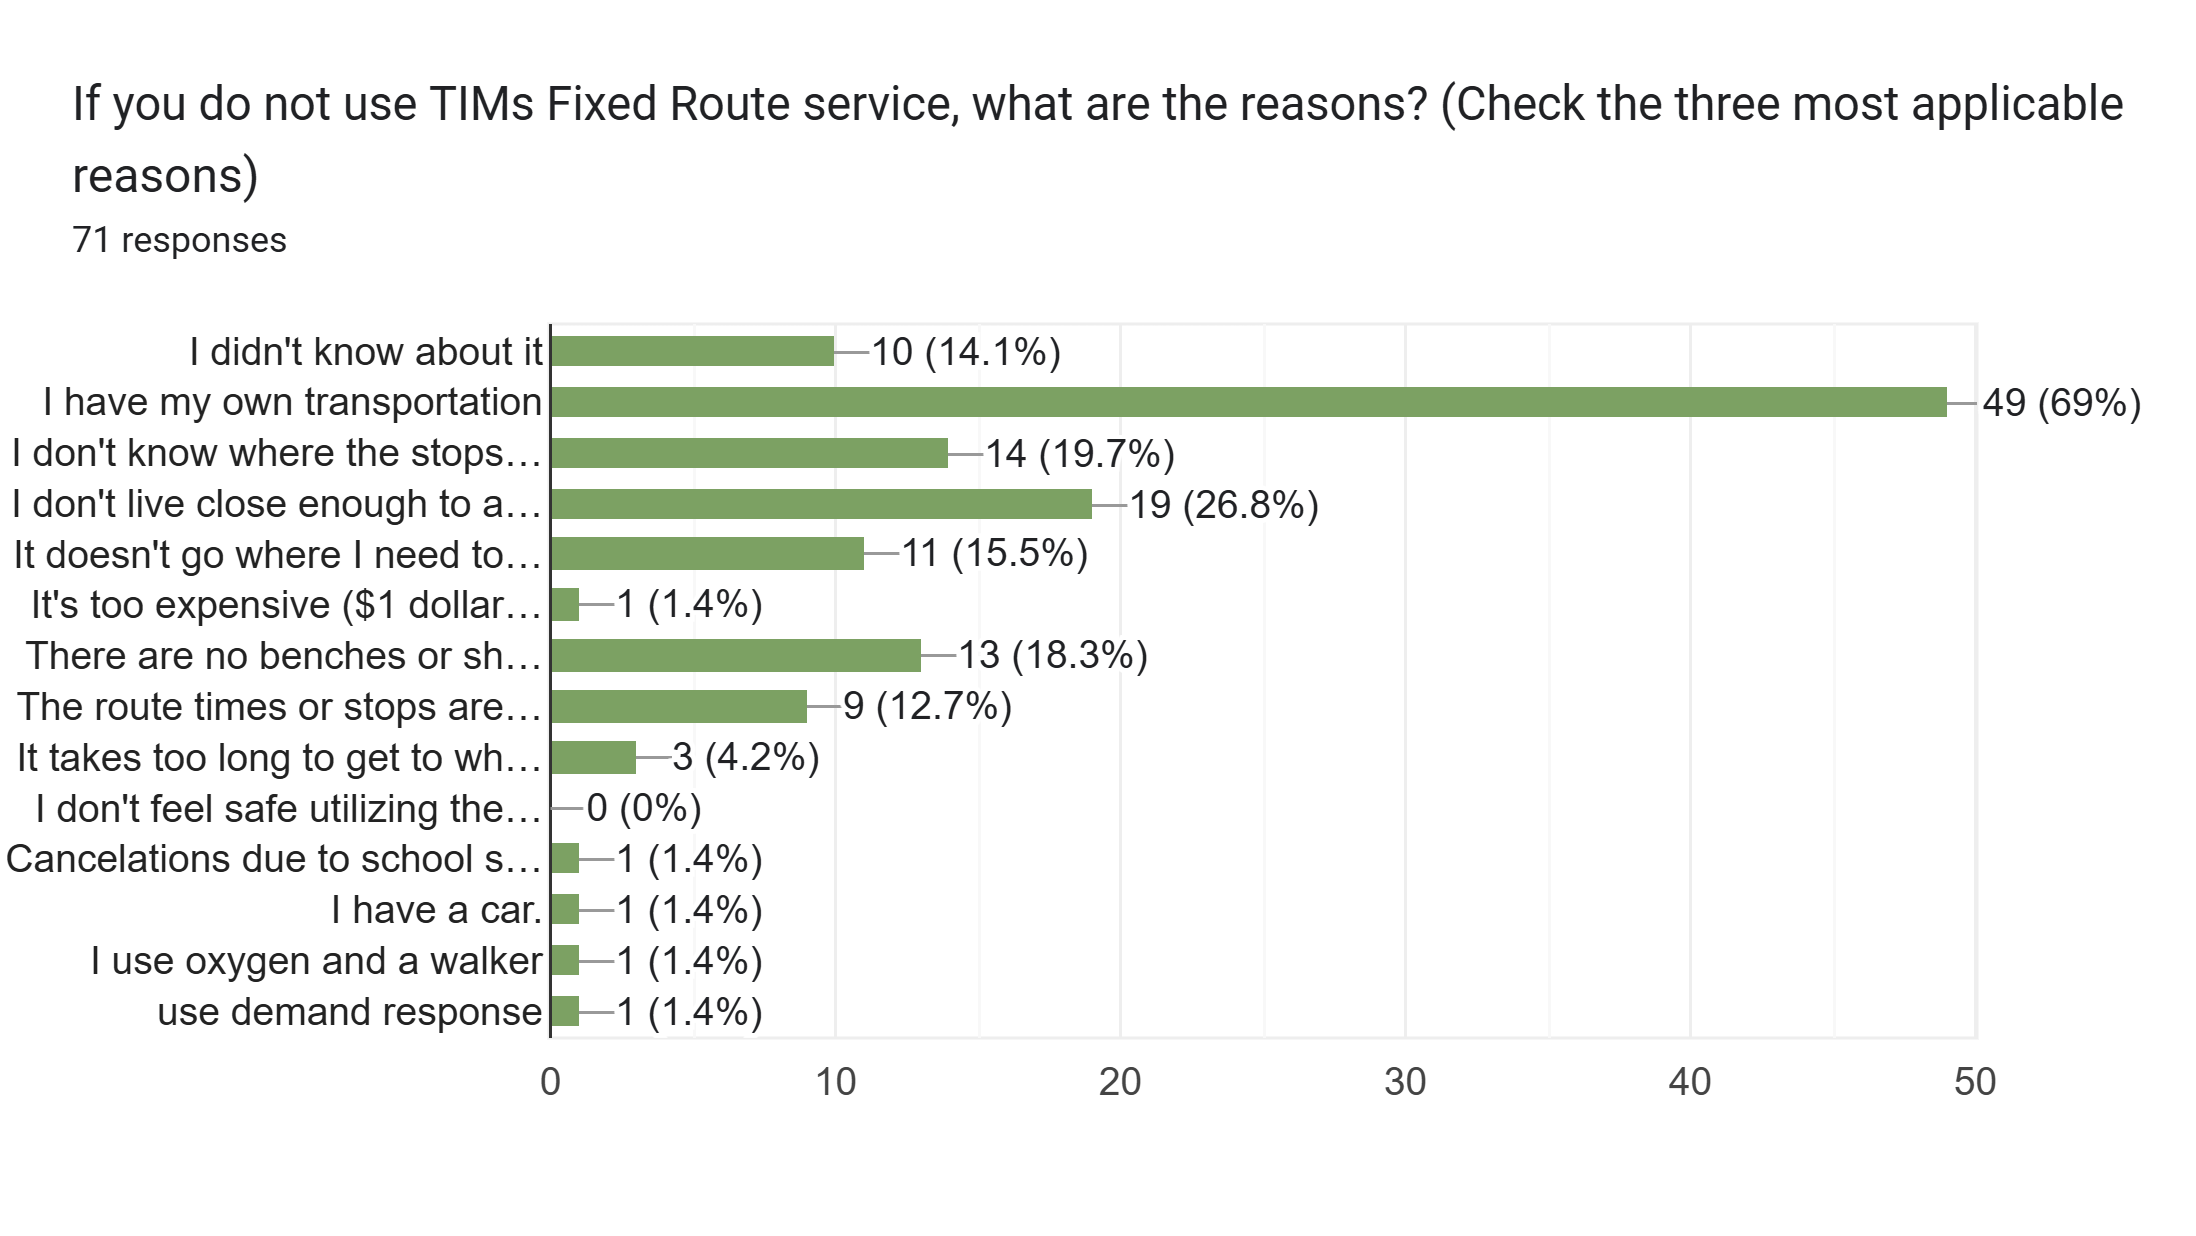 If you do not use TIMs Fixed Route service, what are the reasons? (Check the three most applicable
reasons)
71 responses
I didn't know about it 10 (14.1%)
I have my own transportation 49 (69%)
I don't know where the stops… 14 (19.7%)
I don't live close enough to a… 19 (26.8%)
It doesn't go where I need to… 11 (15.5%)
It's too expensive ($1 dollar… 1 (1.4%)
There are no benches or sh… 13 (18.3%)
The route times or stops are… 9 (12.7%)
It takes too long to get to wh… 3 (4.2%)
I don't feel safe utilizing the… 0 (0%)
Cancelations due to school s… 1 (1.4%)
I have a car. 1 (1.4%)
I use oxygen and a walker 1 (1.4%)
use demand response 1 (1.4%)
0 10 20 30 40 50